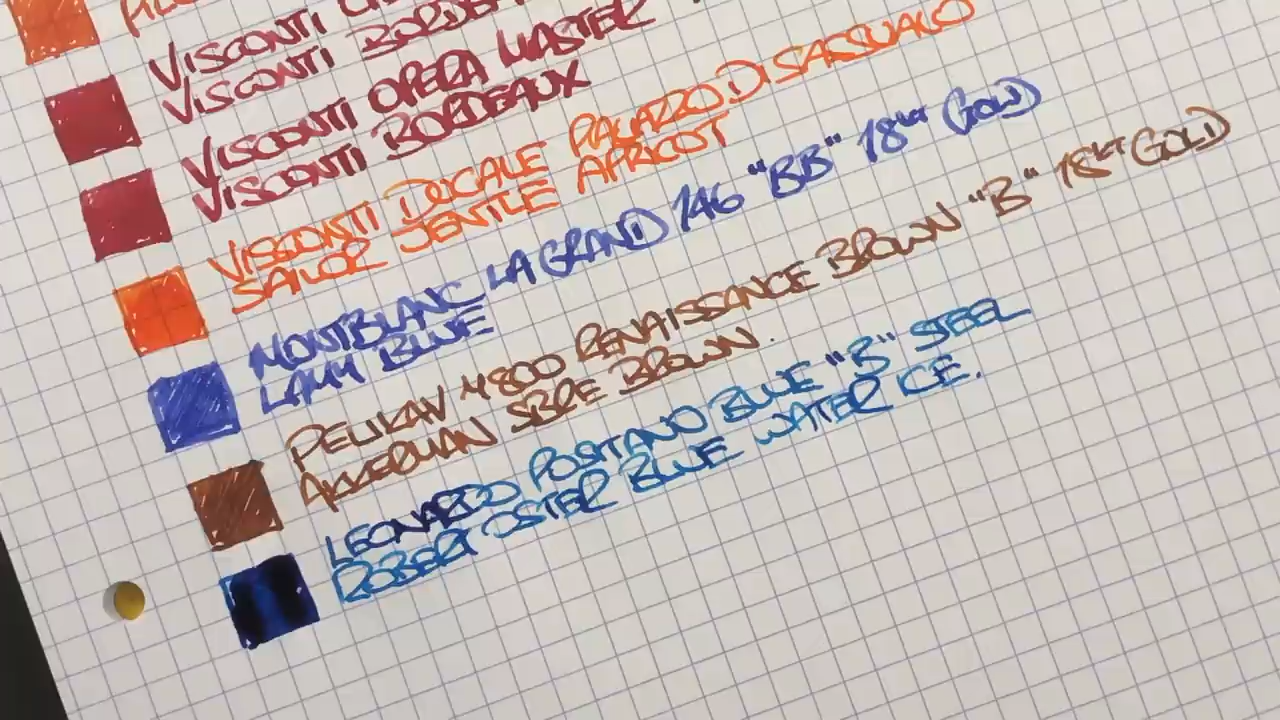 VISCONTI
VISCONTI
VISCONTI OPERA MASTER
VISCONTI BORDEAUX
VISCONTI DUCALE PALAZZO DI SASSUALO
SAILOR JENTLE APRICOT
MONTBLANC LA GRAND 146 "BB" 18kt GOLD
LAMY BLUE
PELIKAN M800 RENAISSANCE BROWN "B" 18kt GOLD
AKKERMAN SBRE BROWN.
LEONARDO POSITANO BLUE "B" STEEL
ROBERT OSTER BLUE WATER ICE.